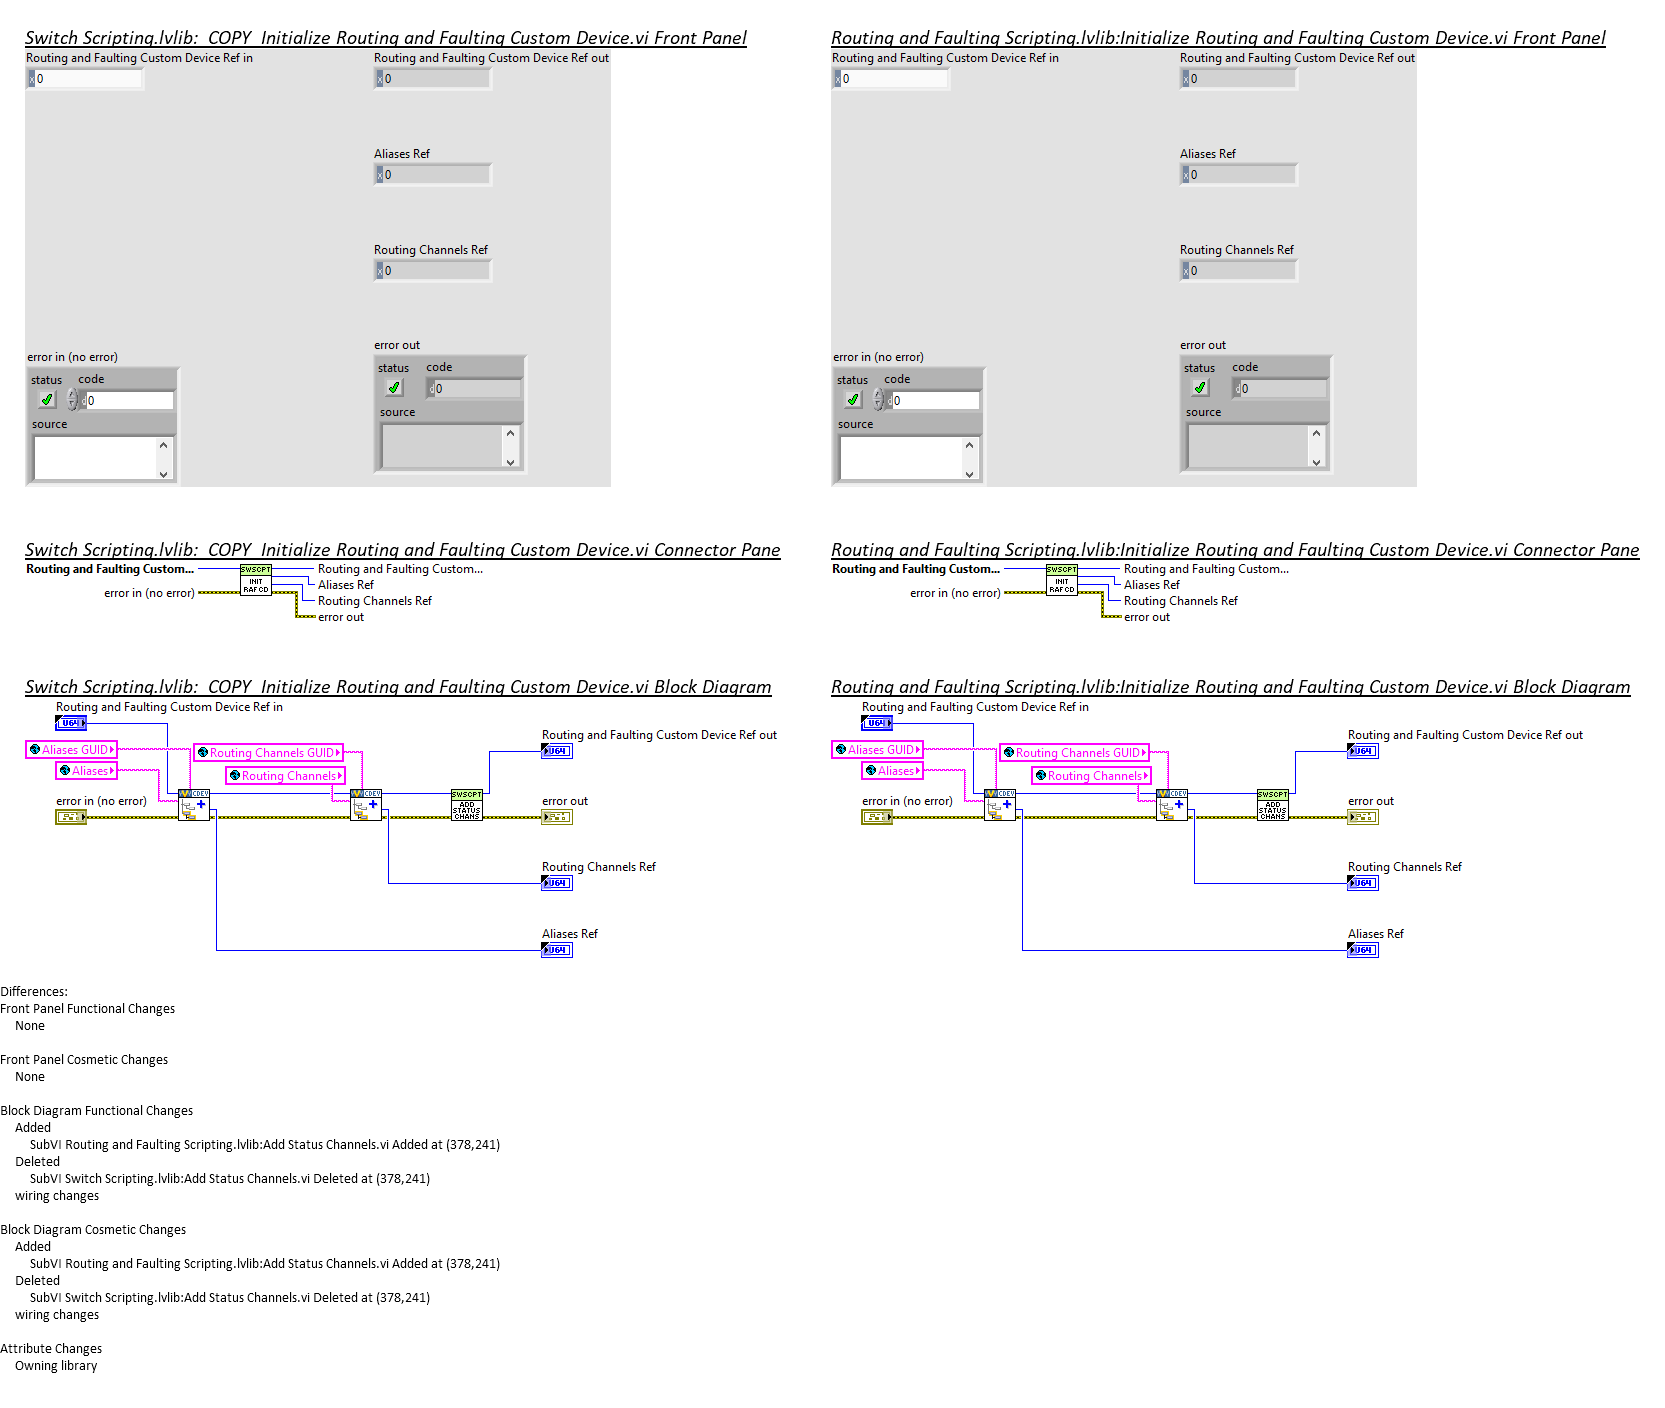 Switch Scripting.lvlib:  COPY  Initialize Routing and Faulting Custom Device.vi Front Panel
Routing and Faulting Custom Device Ref in
x 0
Routing and Faulting Custom Device Ref out
x 0
Aliases Ref
x 0
Routing Channels Ref
x 0
error in (no error)
status
code
d 0
source
error out
status
code
d 0
source
Routing and Faulting Scripting.lvlib:Initialize Routing and Faulting Custom Device.vi Front Panel
Routing and Faulting Custom Device Ref in
x 0
Routing and Faulting Custom Device Ref out
x 0
Aliases Ref
x 0
Routing Channels Ref
x 0
error in (no error)
status
code
d 0
source
error out
status
code
d 0
source
Switch Scripting.lvlib:  COPY  Initialize Routing and Faulting Custom Device.vi Connector Pane
Routing and Faulting Custom...
error in (no error)
SWSCPT
INIT
RAF CD
Routing and Faulting Custom...
Aliases Ref
Routing Channels Ref
error out
Routing and Faulting Scripting.lvlib:Initialize Routing and Faulting Custom Device.vi Connector Pane
Routing and Faulting Custom...
error in (no error)
SWSCPT
INIT
RAF CD
Routing and Faulting Custom...
Aliases Ref
Routing Channels Ref
error out
Switch Scripting.lvlib:  COPY  Initialize Routing and Faulting Custom Device.vi Block Diagram
Routing and Faulting Custom Device Ref in
U64
Aliases GUID
Aliases
Routing Channels GUID
Routing Channels
error in (no error)
CDEV
CDEV
SWSCPT
ADD
STATUS
CHANS
Routing and Faulting Custom Device Ref out
U64
error out
Routing Channels Ref
U64
Aliases Ref
U64
Routing and Faulting Scripting.lvlib:Initialize Routing and Faulting Custom Device.vi Block Diagram
Routing and Faulting Custom Device Ref in
U64
Aliases GUID
Aliases
Routing Channels GUID
Routing Channels
error in (no error)
CDEV
CDEV
SWSCPT
ADD
STATUS
CHANS
Routing and Faulting Custom Device Ref out
U64
error out
Routing Channels Ref
U64
Aliases Ref
U64
Differences:
Front Panel Functional Changes
None
Front Panel Cosmetic Changes
None
Block Diagram Functional Changes
Added
SubVI Routing and Faulting Scripting.lvlib:Add Status Channels.vi Added at (378,241)
Deleted
SubVI Switch Scripting.lvlib:Add Status Channels.vi Deleted at (378,241)
wiring changes
Block Diagram Cosmetic Changes
Added
SubVI Routing and Faulting Scripting.lvlib:Add Status Channels.vi Added at (378,241)
Deleted
SubVI Switch Scripting.lvlib:Add Status Channels.vi Deleted at (378,241)
wiring changes
Attribute Changes
Owning library